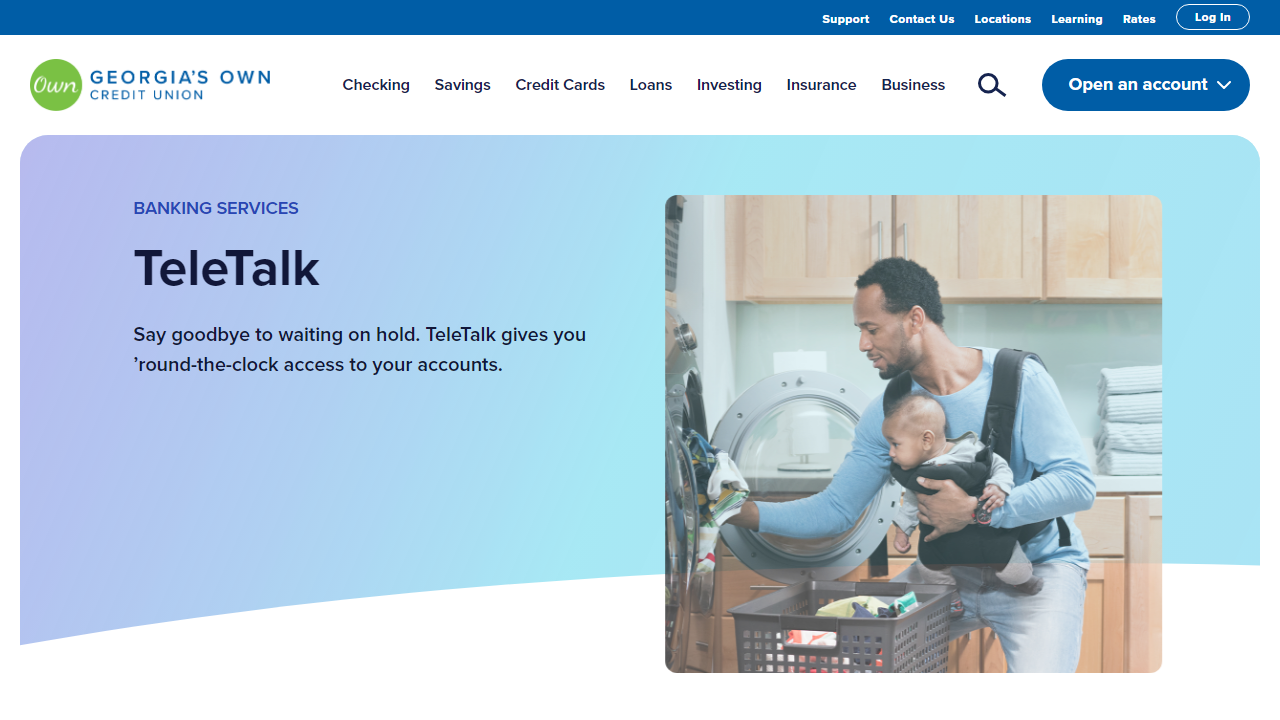 Support Contact Us Locations Learning Rates Log In
Own GEORGIA'S OWN
CREDIT UNION
Checking Savings Credit Cards Loans Investing Insurance Business Open an account
BANKING SERVICES
TeleTalk
Say goodbye to waiting on hold. TeleTalk gives you
’round-the-clock access to your accounts.